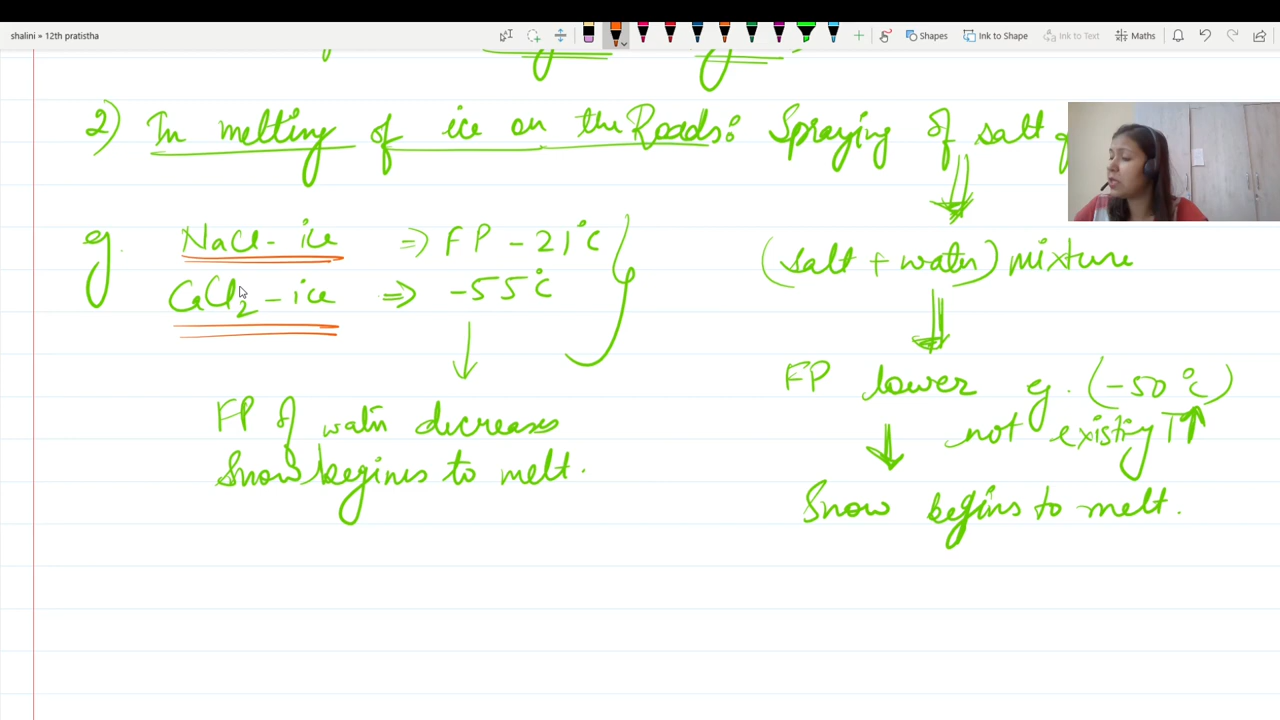 shalini » 12th pratistha
Shapes
Ink to Shape
Ink to Text
Maths
2) In melting of ice on the Roads: Spraying of salt
eg. NaCl - ice => FP - 21°C
CaCl2 - ice => -55°C
FP of water decreases
Snow begines to melt.
(salt + water) mixture
FP lower eg. (-50°C)
not existing T↑
Snow begins to melt.